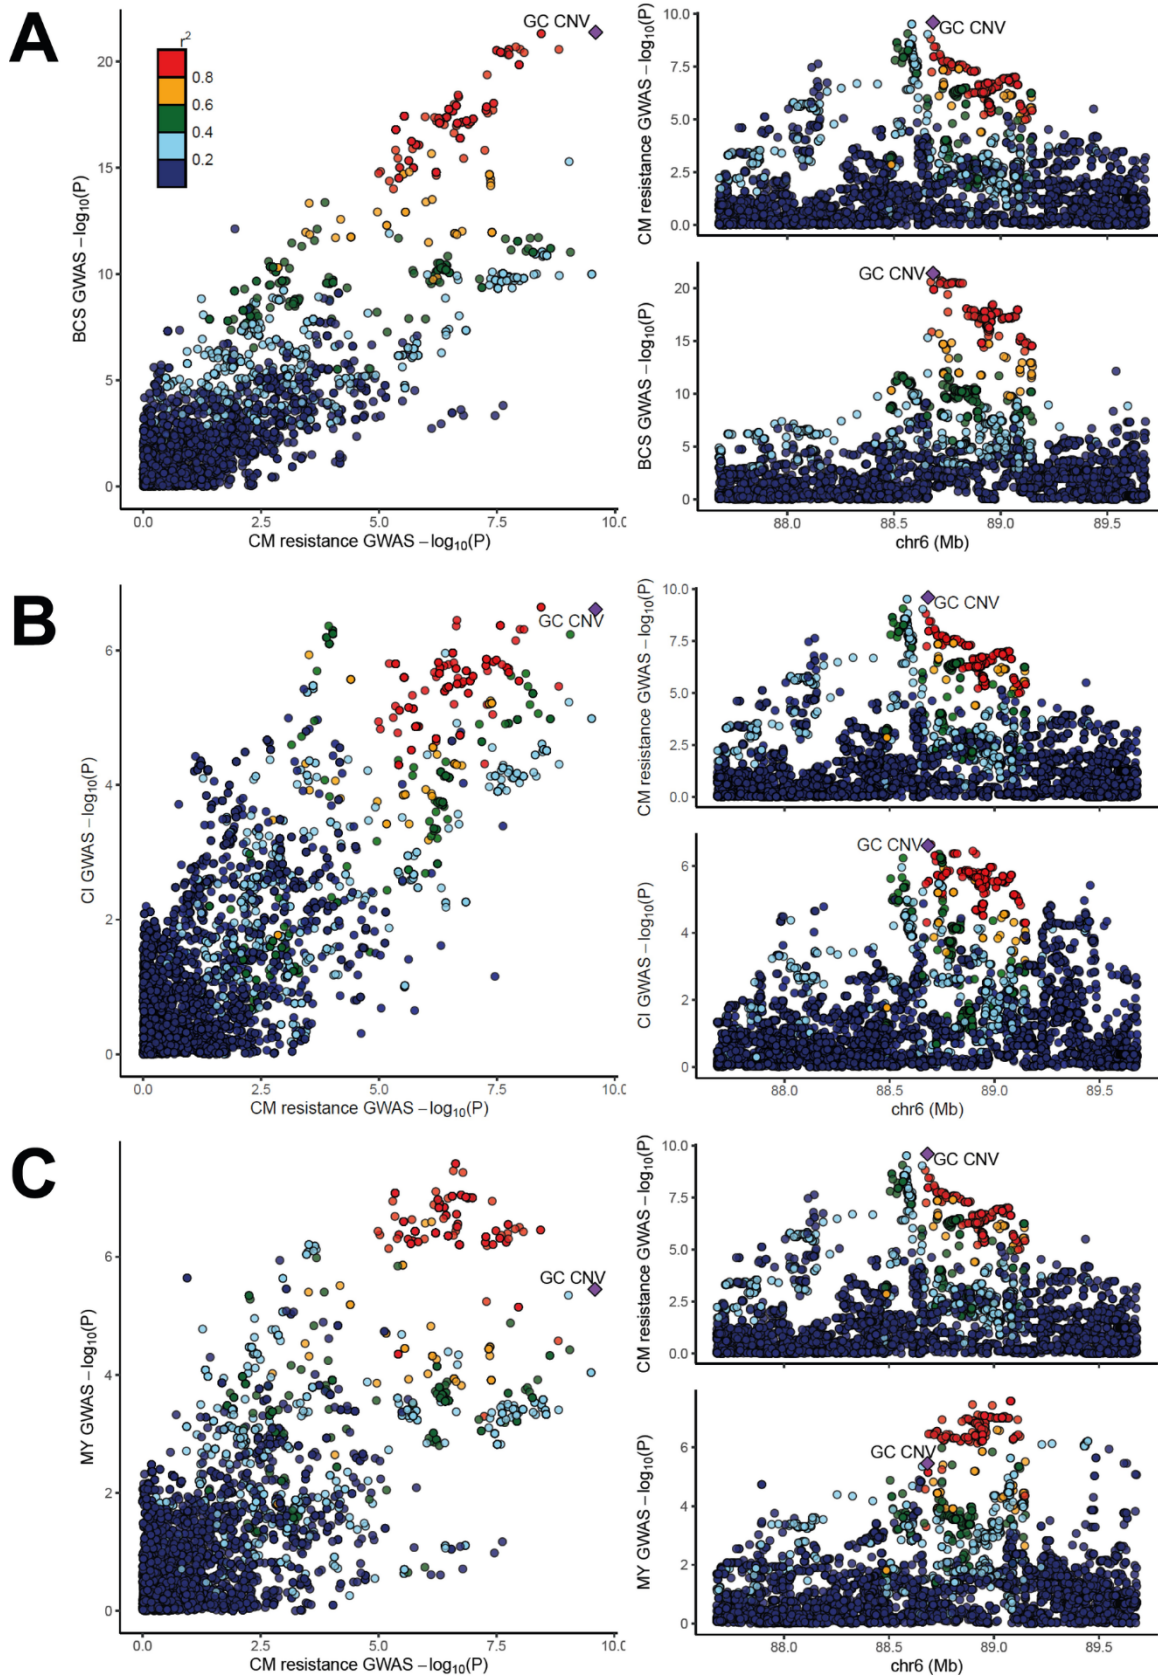 A
GC CNV
r2
0.8
0.6
0.4
0.2
20
15
10
5
0
BCS GWAS −log10(P)
0.0 2.5 5.0 7.5 10.0
CM resistance GWAS −log10(P)
10.0
7.5
5.0
2.5
0.0
CM resistance GWAS −log10(P)
GC CNV
20
15
10
5
0
BCS GWAS −log10(P)
GC CNV
88.0 88.5 89.0 89.5
chr6 (Mb)
B
GC CNV
6
4
2
0
CI GWAS −log10(P)
0.0 2.5 5.0 7.5 10.0
CM resistance GWAS −log10(P)
10.0
7.5
5.0
2.5
0.0
CM resistance GWAS −log10(P)
GC CNV
6
4
2
0
CI GWAS −log10(P)
GC CNV
88.0 88.5 89.0 89.5
chr6 (Mb)
C
GC CNV
6
4
2
0
MY GWAS −log10(P)
0.0 2.5 5.0 7.5 10.0
CM resistance GWAS −log10(P)
10.0
7.5
5.0
2.5
0.0
CM resistance GWAS −log10(P)
GC CNV
6
4
2
0
MY GWAS −log10(P)
GC CNV
88.0 88.5 89.0 89.5
chr6 (Mb)